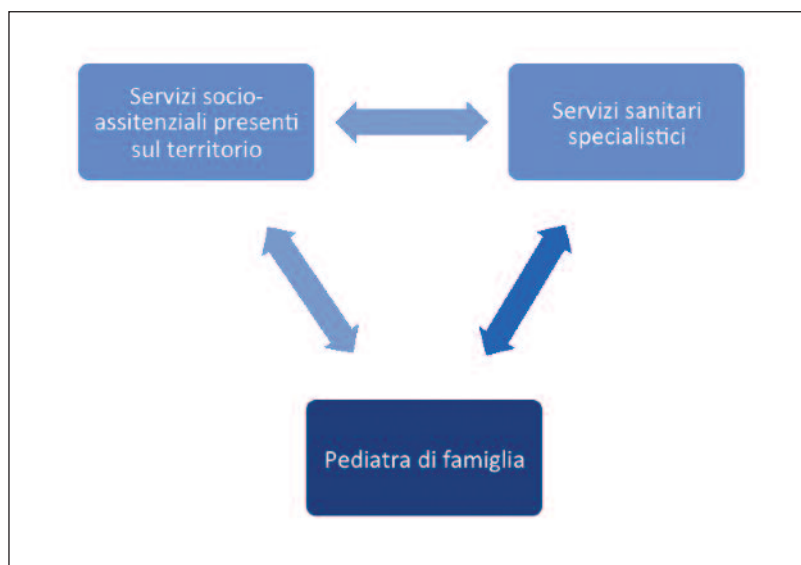 Servizi socio-
assitenziali presenti
sul territorio
Servizi sanitari
specialistici
Pediatra di famiglia